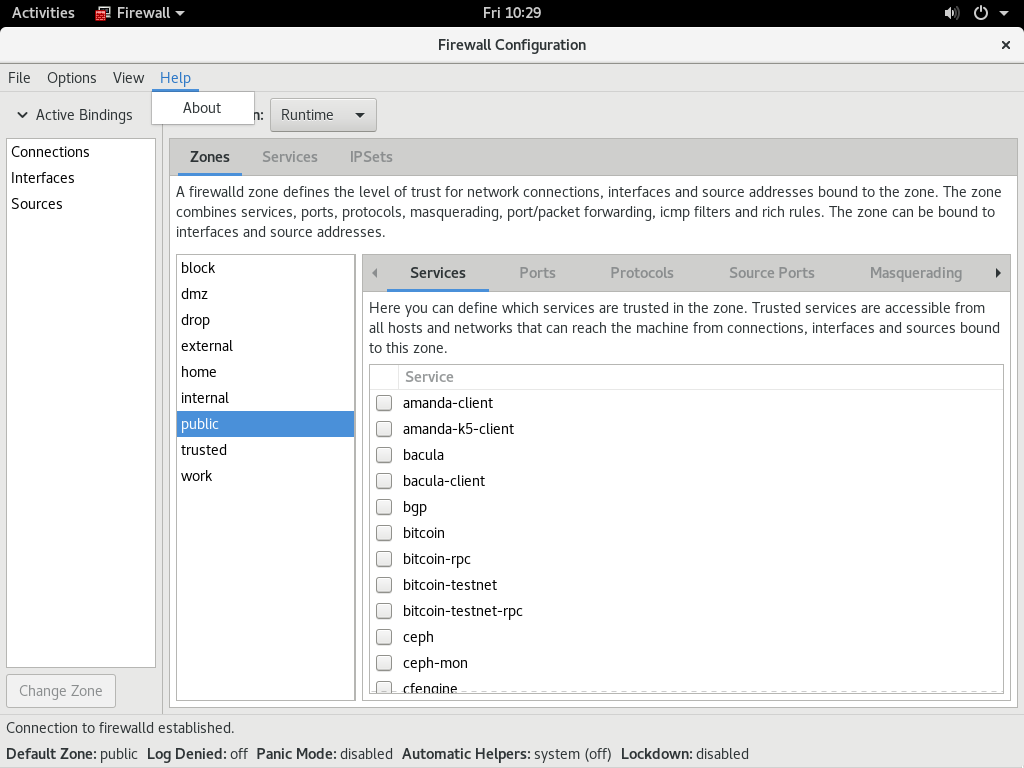 Activities Firewall Fri 10:29
Firewall Configuration
File Options View Help
About
Active Bindings
n: Runtime
Connections
Interfaces
Sources
Change Zone
Zones Services IPSets
A firewalld zone defines the level of trust for network connections, interfaces and source addresses bound to the zone. The zone
combines services, ports, protocols, masquerading, port/packet forwarding, icmp filters and rich rules. The zone can be bound to
interfaces and source addresses.
block
dmz
drop
external
home
internal
public
trusted
work
Services Ports Protocols Source Ports Masquerading
Here you can define which services are trusted in the zone. Trusted services are accessible from
all hosts and networks that can reach the machine from connections, interfaces and sources bound
to this zone.
Service
amanda-client
amanda-k5-client
bacula
bacula-client
bgp
bitcoin
bitcoin-rpc
bitcoin-testnet
bitcoin-testnet-rpc
ceph
ceph-mon
cfengine
Connection to firewalld established.
Default Zone: public Log Denied: off Panic Mode: disabled Automatic Helpers: system (off) Lockdown: disabled